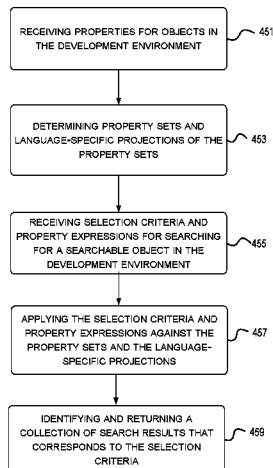 RECEIVING PROPERTIES FOR OBJECTS IN
THE DEVELOPMENT ENVIRONMENT
451
DETERMINING PROPERTY SETS AND
LANGUAGE-SPECIFIC PROJECTIONS OF THE
PROPERTY SETS
453
RECEIVING SELECTION CRITERIA AND
PROPERTY EXPRESSIONS FOR SEARCHING
FOR A SEARCHABLE OBJECT IN THE
DEVELOPMENT ENVIRONMENT
455
APPLYING THE SELECTION CRITERIA AND
PROPERTY EXPRESSIONS AGAINST THE
PROPERTY SETS AND THE LANGUAGE-
SPECIFIC PROJECTIONS
457
IDENTIFYING AND RETURNING A
COLLECTION OF SEARCH RESULTS THAT
CORRESPONDS TO THE SELECTION
CRITERIA
459